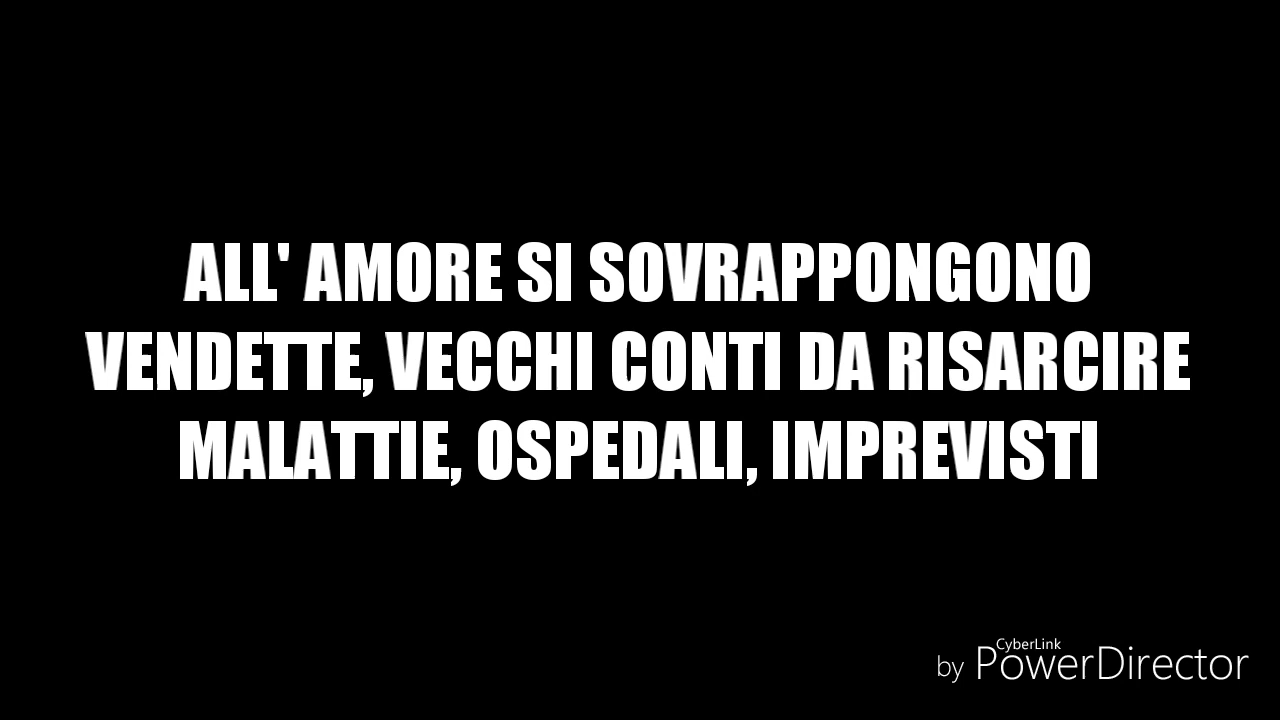 ALL' AMORE SI SOVRAPPONGONO
VENDETTE, VECCHI CONTI DA RISARCIRE
MALATTIE, OSPEDALI, IMPREVISTI
CyberLink
by PowerDirector